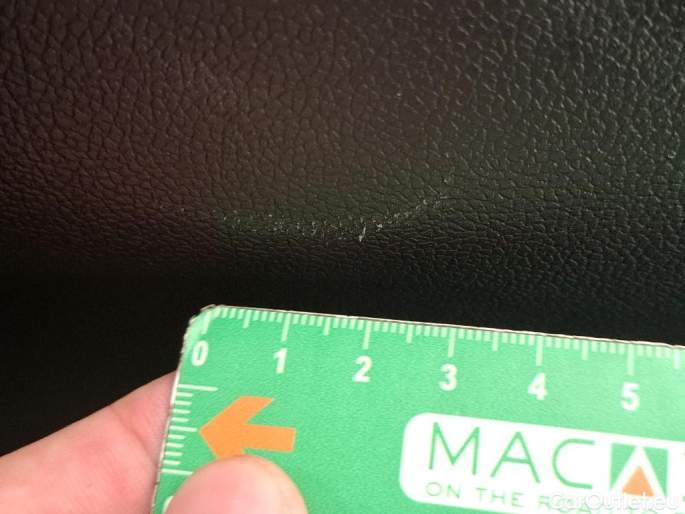 0 1 2 3 4 5
MAC
ON THE
CarOutlet.eu